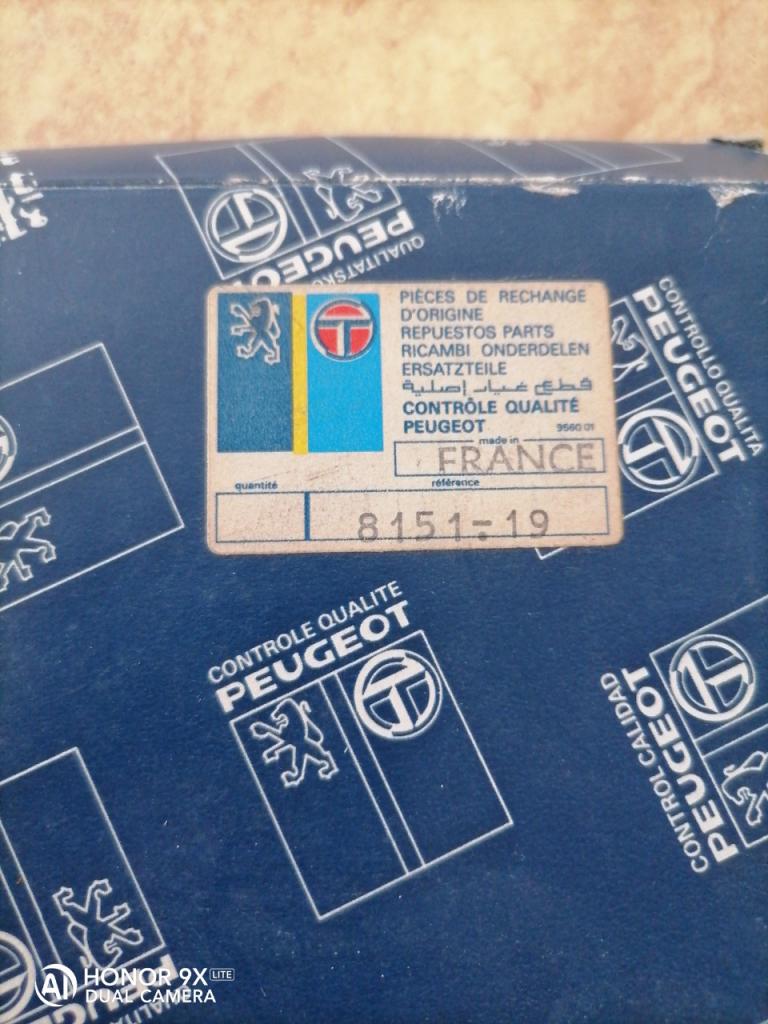 PEUGEOT
QUALITATSKO
PIÈCES DE RECHANGE
D'ORIGINE
REPUESTOS PARTS
RICAMBI ONDERDELEN
ERSATZTEILE
قطع غيار إصلية
CONTRÔLE QUALITÉ
PEUGEOT 9560 01
made in
FRANCE
quantité référence
8151-19
CONTROLLO QUALITA
PEUGEOT
CONTROLE QUALITE
PEUGEOT
CONTROL CALIDAD
PEUGEOT
AI HONOR 9X LITE
DUAL CAMERA